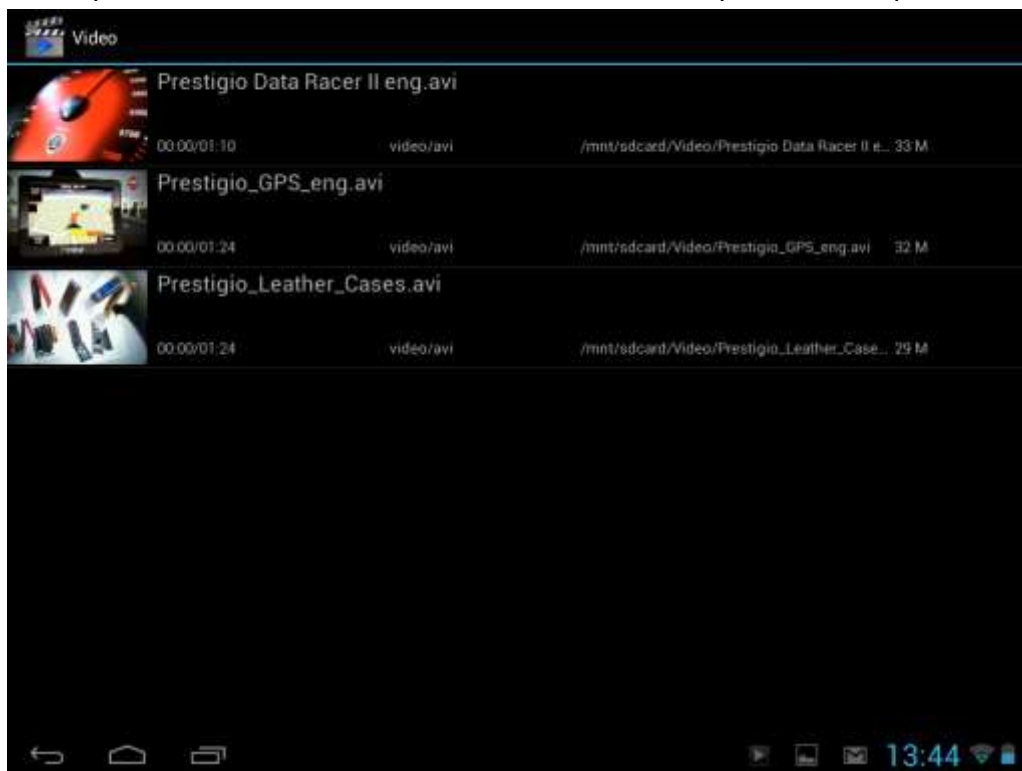 Video
Prestigio Data Racer II eng.avi
00:00/01:10 video/avi /mnt/sdcard/Video/Prestigio Data Racer II e... 33 M
Prestigio_GPS_eng.avi
00:00/01:24 video/avi /mnt/sdcard/Video/Prestigio_GPS_eng.avi 32 M
Prestigio_Leather_Cases.avi
00:00/01:24 video/avi /mnt/sdcard/Video/Prestigio_Leather_Case... 29 M
13:44